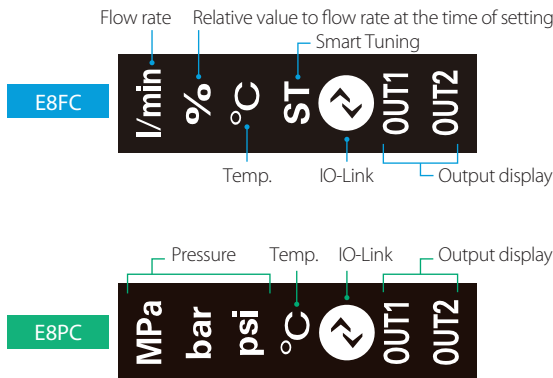 Flow rate
Relative value to flow rate at the time of setting
Smart Tuning
E8FC
l/min
%
°C
ST
OUT1
OUT2
Temp.
IO-Link
Output display
Pressure
Temp.
IO-Link
Output display
E8PC
MPa
bar
psi
°C
OUT1
OUT2